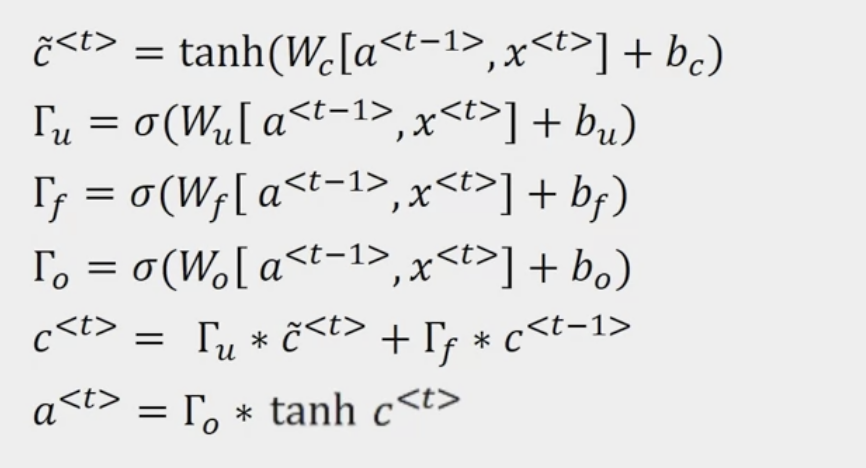 c̃^{<t>} = tanh(W_c[a^{<t−1>}, x^{<t>}] + b_c)
Γ_u = σ(W_u[ a^{<t−1>}, x^{<t>}] + b_u)
Γ_f = σ(W_f[ a^{<t−1>}, x^{<t>}] + b_f)
Γ_o = σ(W_o[ a^{<t−1>}, x^{<t>}] + b_o)
c^{<t>} = Γ_u * c̃^{<t>} + Γ_f * c^{<t−1>}
a^{<t>} = Γ_o * tanh c^{<t>}